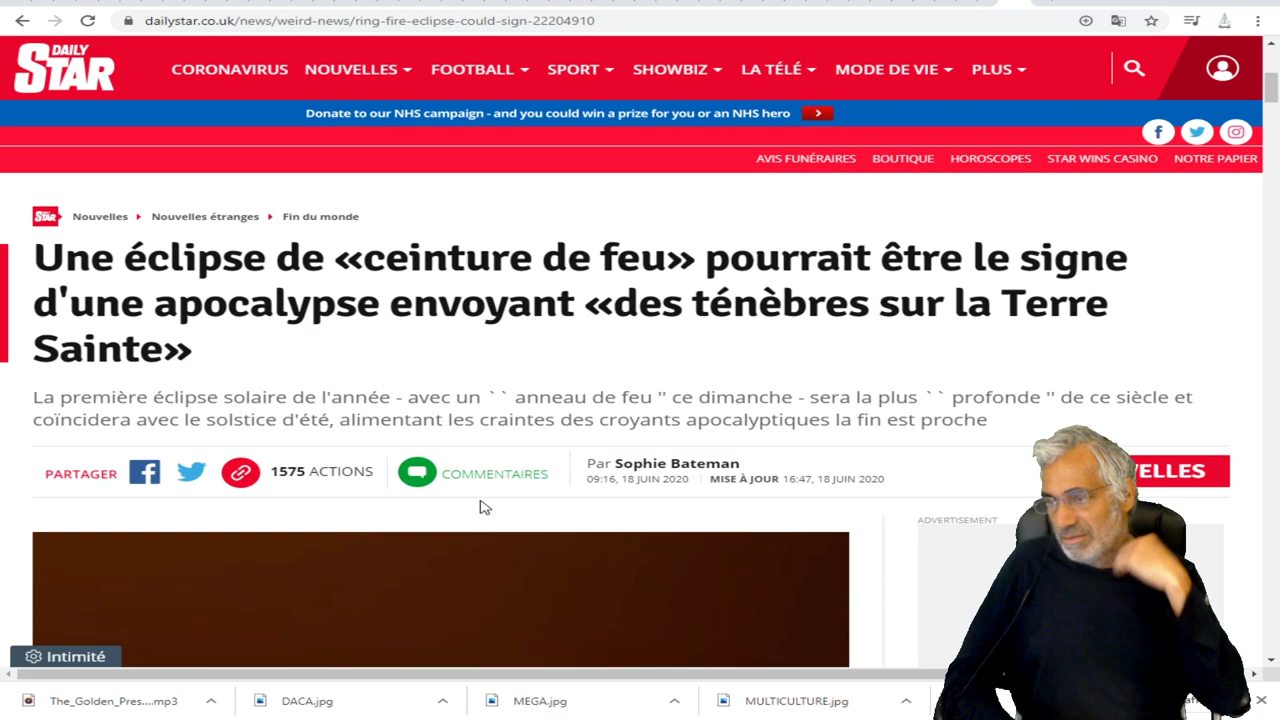 dailystar.co.uk/news/weird-news/ring-fire-eclipse-could-sign-22204910
DAILY
STAR
CORONAVIRUS NOUVELLES FOOTBALL SPORT SHOWBIZ LA TÉLÉ MODE DE VIE PLUS
Donate to our NHS campaign - and you could win a prize for you or an NHS hero
AVIS FUNÉRAIRES BOUTIQUE HOROSCOPES STAR WINS CASINO NOTRE PAPIER
STAR Nouvelles Nouvelles étranges Fin du monde
Une éclipse de «ceinture de feu» pourrait être le signe
d'une apocalypse envoyant «des ténèbres sur la Terre
Sainte»
La première éclipse solaire de l'année - avec un `` anneau de feu '' ce dimanche - sera la plus `` profonde '' de ce siècle et
coïncidera avec le solstice d'été, alimentant les craintes des croyants apocalyptiques la fin est proche
PARTAGER 1575 ACTIONS COMMENTAIRES
Par Sophie Bateman
09:16, 18 JUIN 2020 MISE À JOUR 16:47, 18 JUIN 2020
VELLES
ADVERTISEMENT
Intimité
The_Golden_Pres....mp3 DACA.jpg MEGA.jpg MULTICULTURE.jpg